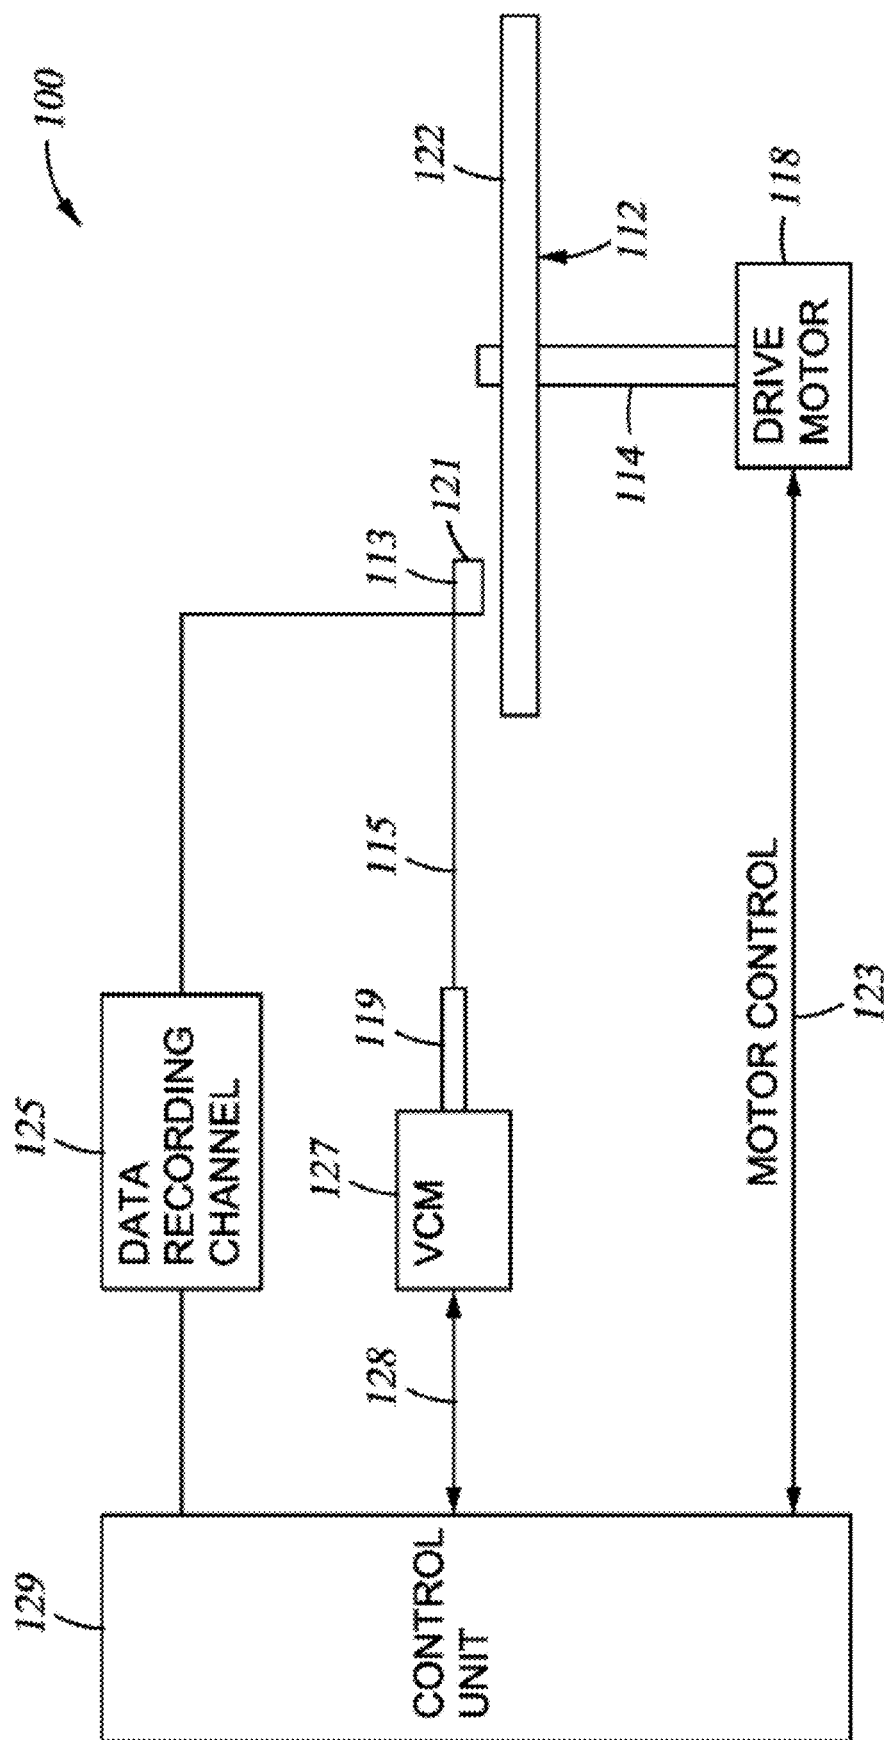 100
129
CONTROL
UNIT
125
DATA
RECORDING
CHANNEL
128
127
VCM
119
115
113
121
122
112
114
118
DRIVE
MOTOR
MOTOR CONTROL
123